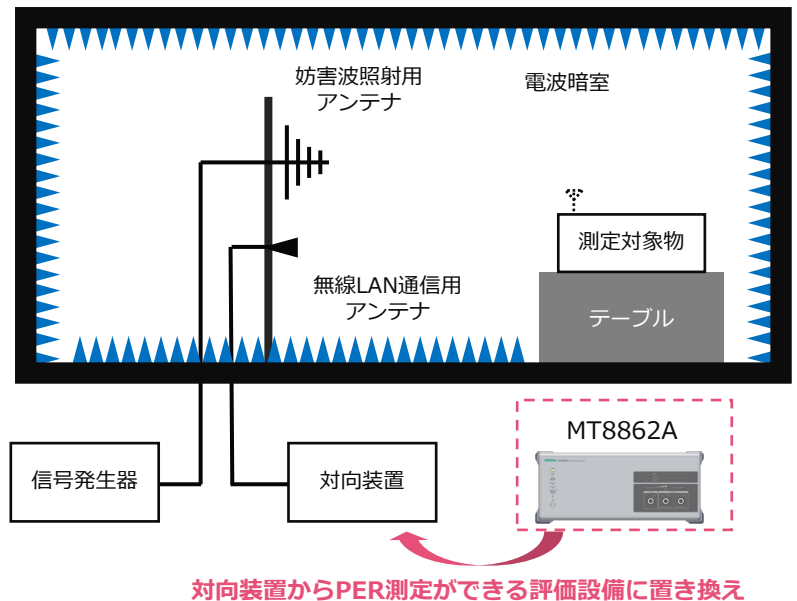 妨害波照射用
アンテナ
電波暗室
測定対象物
無線LAN通信用
アンテナ
テーブル
MT8862A
信号発生器
対向装置
対向装置からPER測定ができる評価設備に置き換え